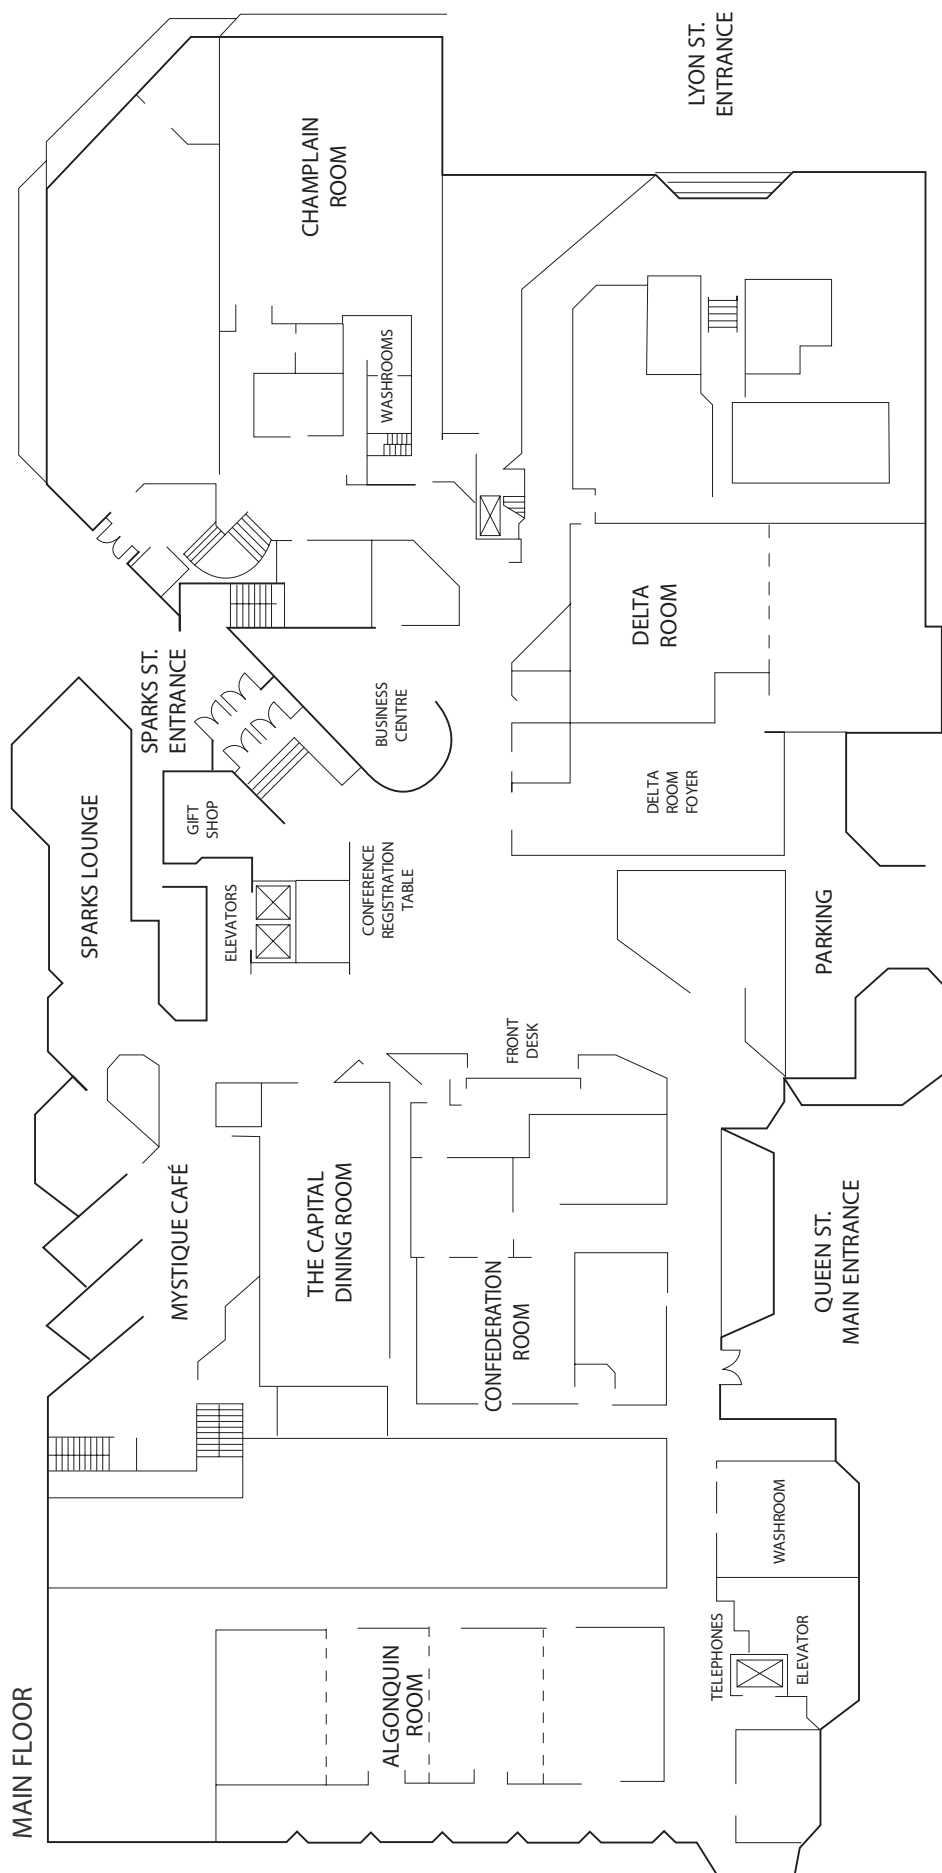 MAIN FLOOR
SPARKS LOUNGE
SPARKS ST.
ENTRANCE
GIFT
SHOP
ELEVATORS
MYSTIQUE CAFÉ
CHAMPLAIN
ROOM
WASHROOMS
BUSINESS
CENTRE
CONFERENCE
REGISTRATION
TABLE
THE CAPITAL
DINING ROOM
ALGONQUIN
ROOM
CONFEDERATION
ROOM
FRONT
DESK
DELTA
ROOM
DELTA
ROOM
FOYER
LYON ST.
ENTRANCE
PARKING
QUEEN ST.
MAIN ENTRANCE
WASHROOM
TELEPHONES
ELEVATOR